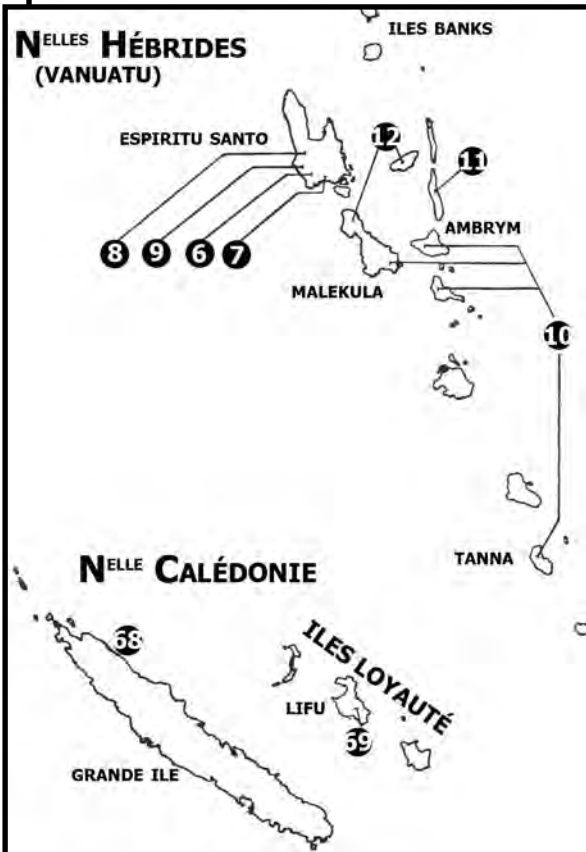 NELLES HÉBRIDES
(VANUATU)
ILES BANKS
ESPIRITU SANTO
12
11
8 9 6 7
AMBRYM
MALEKULA
10
TANNA
NELLE CALÉDONIE
68
ILES LOYAUTÉ
LIFU
69
GRANDE ILE